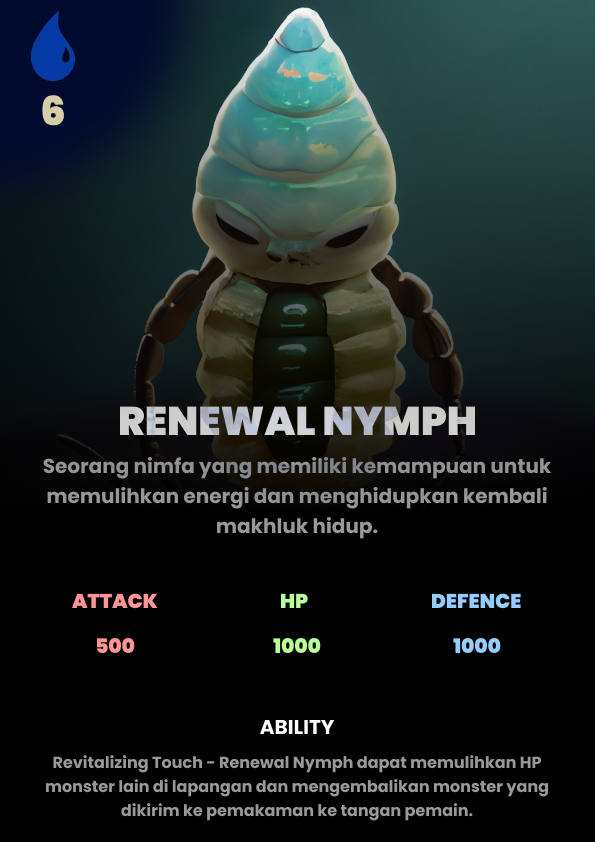 6
RENEWAL NYMPH
Seorang nimfa yang memiliki kemampuan untuk
memulihkan energi dan menghidupkan kembali
makhluk hidup.
ATTACK HP DEFENCE
500 1000 1000
ABILITY
Revitalizing Touch - Renewal Nymph dapat memulihkan HP
monster lain di lapangan dan mengembalikan monster yang
dikirim ke pemakaman ke tangan pemain.